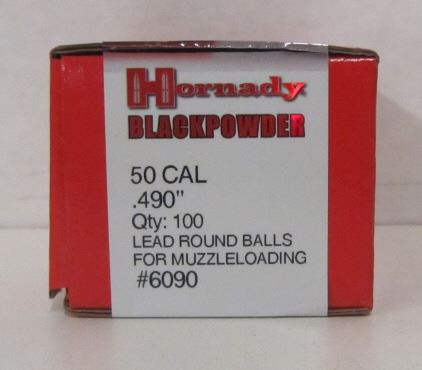 Hornady
BLACKPOWDER
50 CAL
.490"
Qty: 100
LEAD ROUND BALLS
FOR MUZZLELOADING
#6090